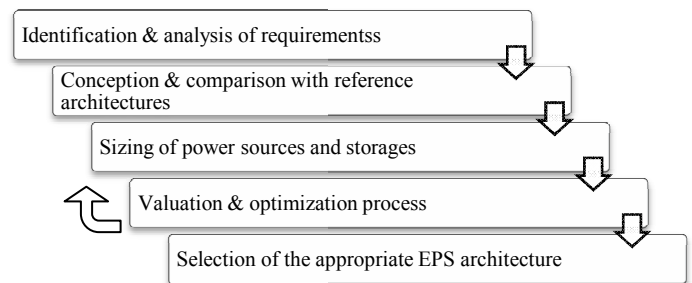 Identification & analysis of requirementss
Conception & comparison with reference
architectures
Sizing of power sources and storages
Valuation & optimization process
Selection of the appropriate EPS architecture